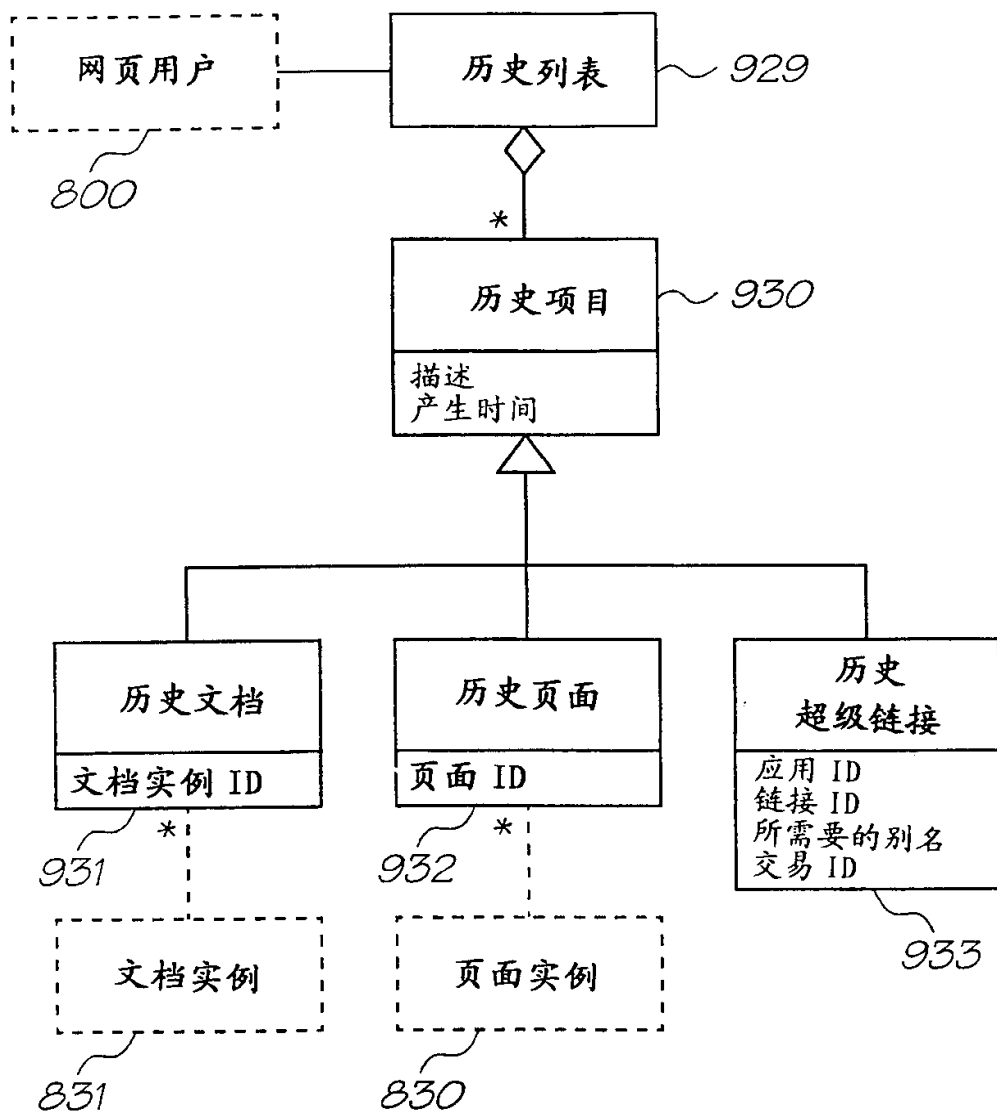 网页用户
历史列表
929
800
*
历史项目
930
描述
产生时间
历史文档
文档实例 ID
*
931
历史页面
页面 ID
*
932
历史
超级链接
应用 ID
链接 ID
所需要的别名
交易 ID
933
文档实例
831
页面实例
830